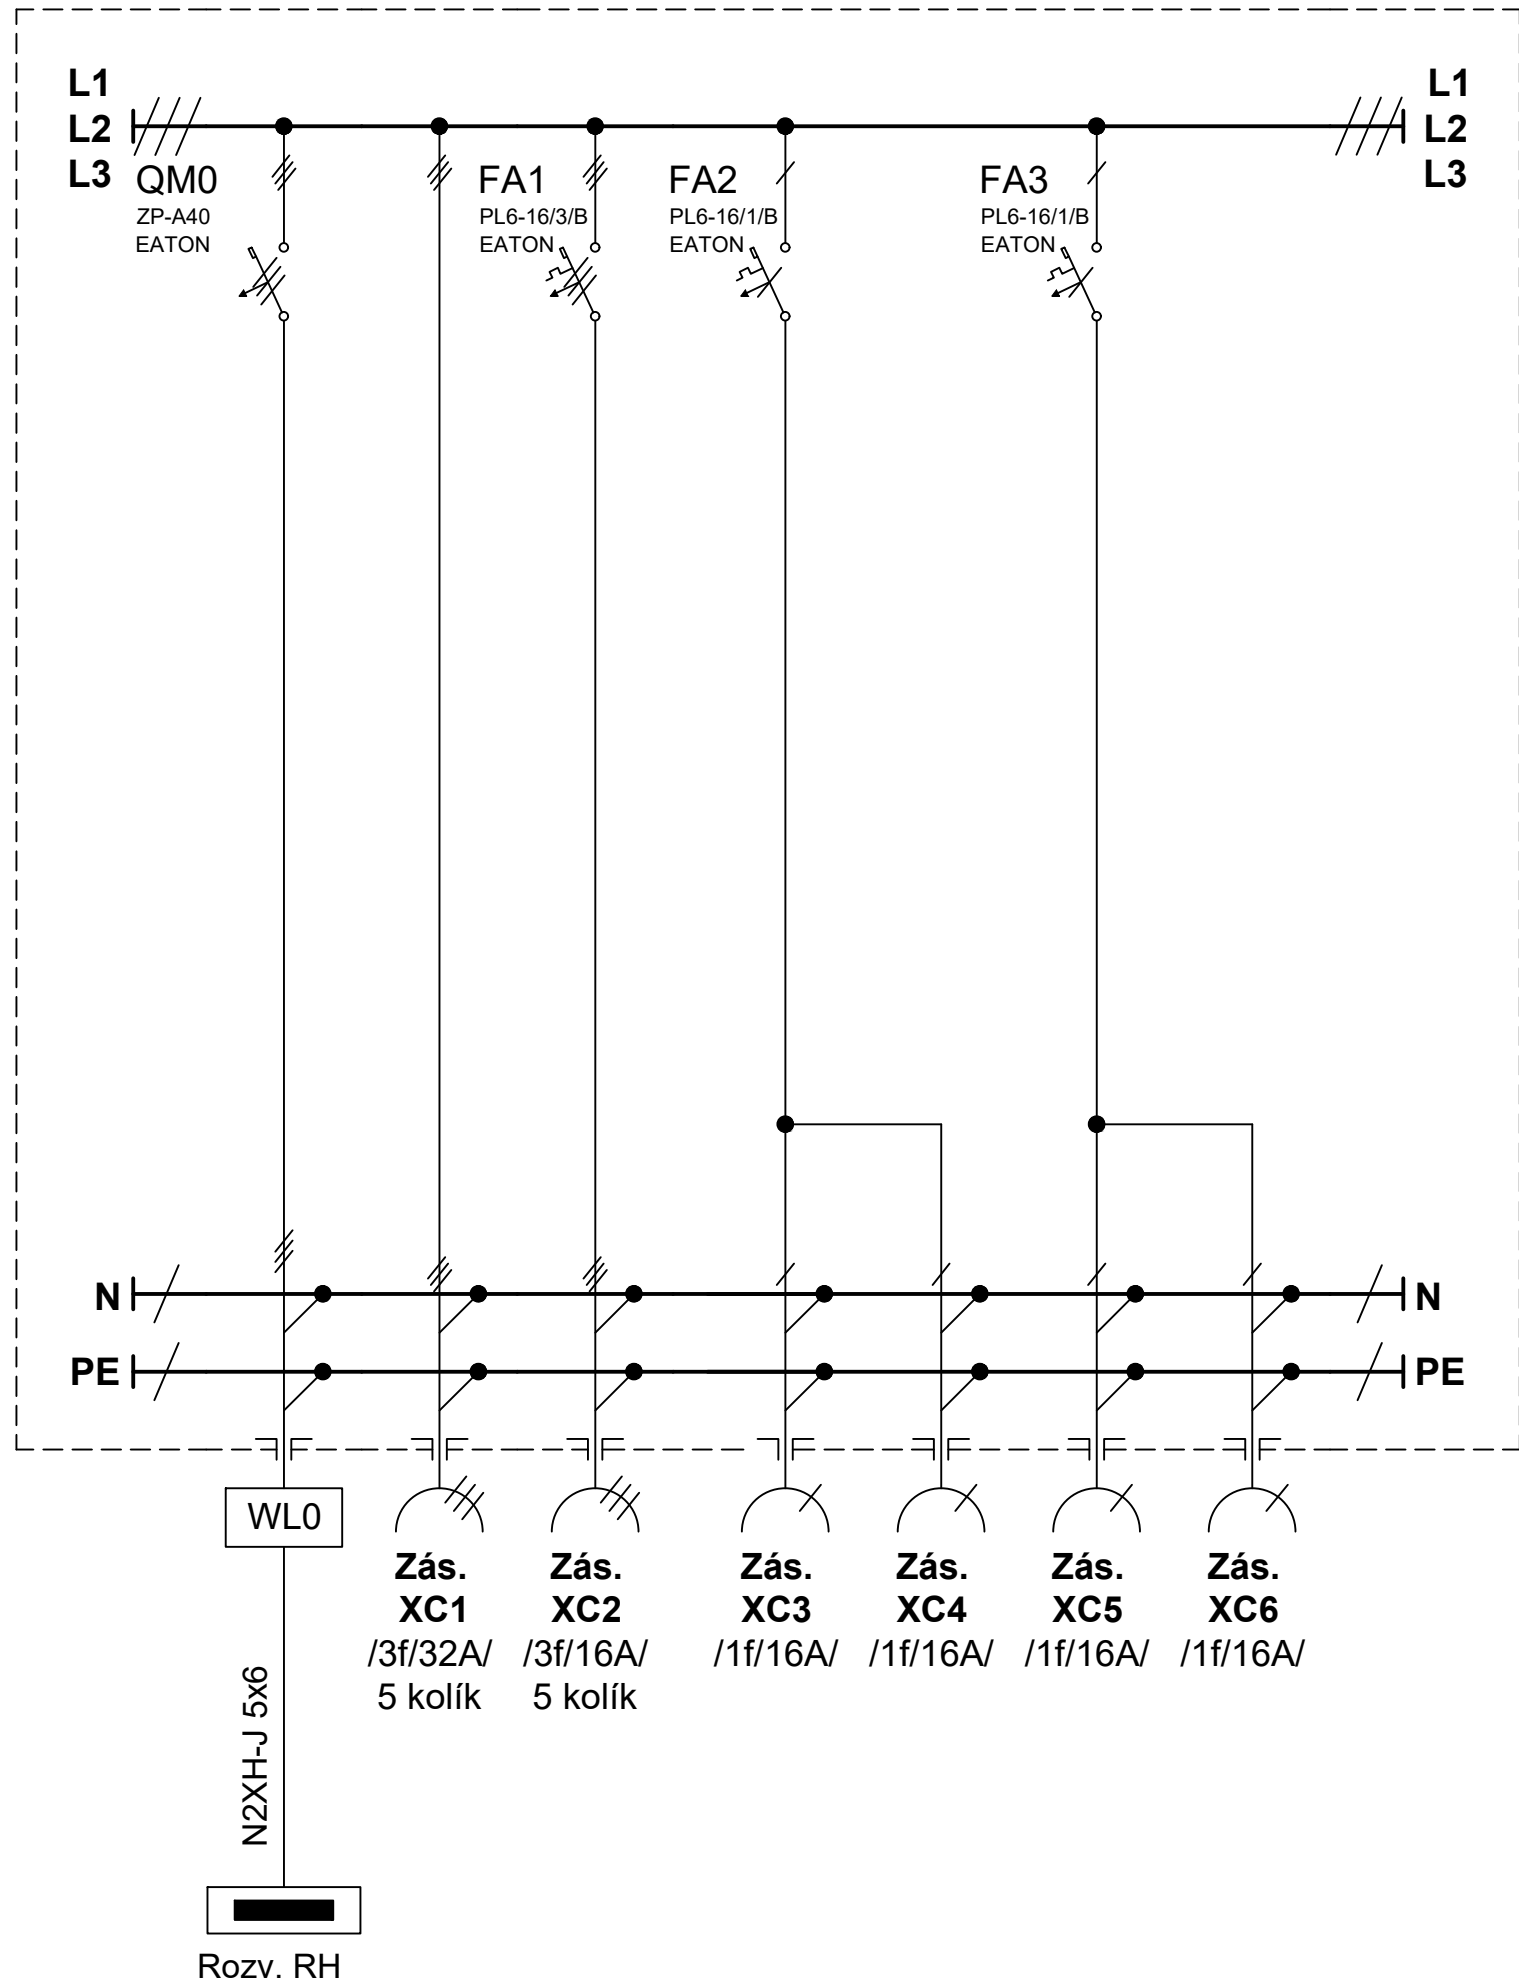 L1
L2
L3
L1
L2
L3
QM0
ZP-A40
EATON
FA1
PL6-16/3/B
EATON
FA2
PL6-16/1/B
EATON
FA3
PL6-16/1/B
EATON
N
N
PE
PE
WL0
Zás.
XC1
/3f/32A/
5 kolík
Zás.
XC2
/3f/16A/
5 kolík
Zás.
XC3
/1f/16A/
Zás.
XC4
/1f/16A/
Zás.
XC5
/1f/16A/
Zás.
XC6
/1f/16A/
N2XH-J 5x6
Rozv. RH